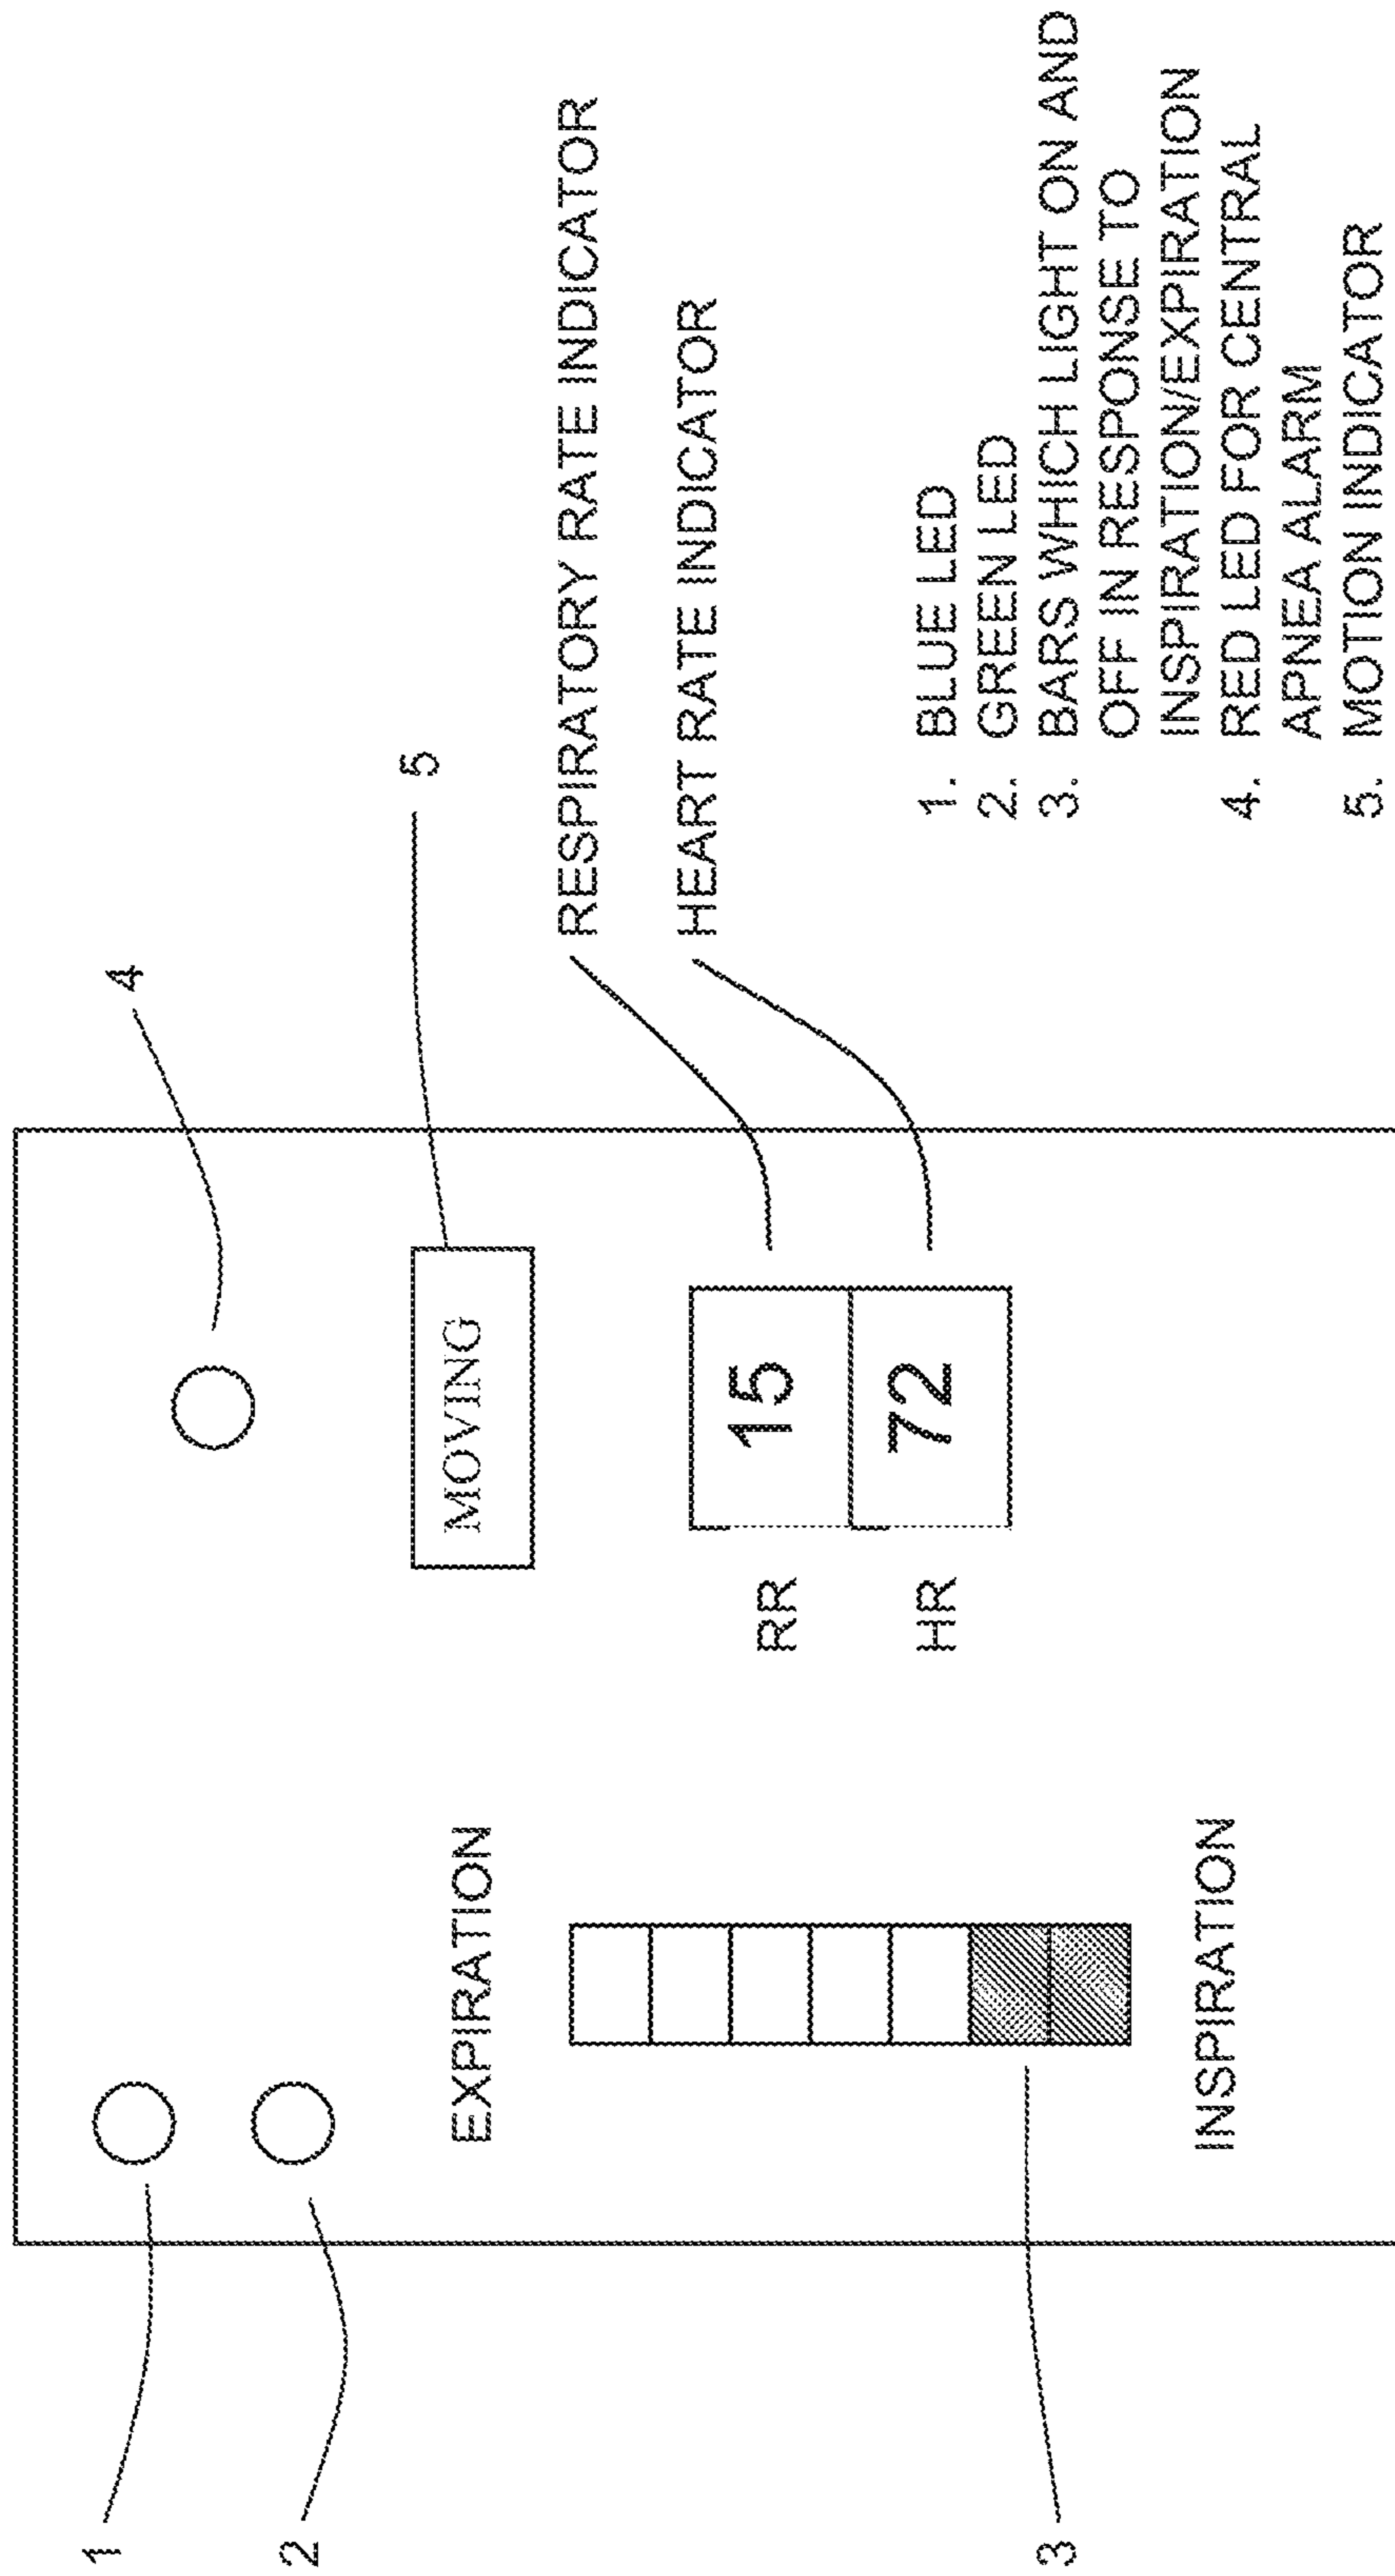 1
2
3
4
5
EXPIRATION
INSPIRATION
MOVING
RR 15
HR 72
RESPIRATORY RATE INDICATOR
HEART RATE INDICATOR
1. BLUE LED
2. GREEN LED
3. BARS WHICH LIGHT ON AND
OFF IN RESPONSE TO
INSPIRATION/EXPIRATION
4. RED LED FOR CENTRAL
APNEA ALARM
5. MOTION INDICATOR